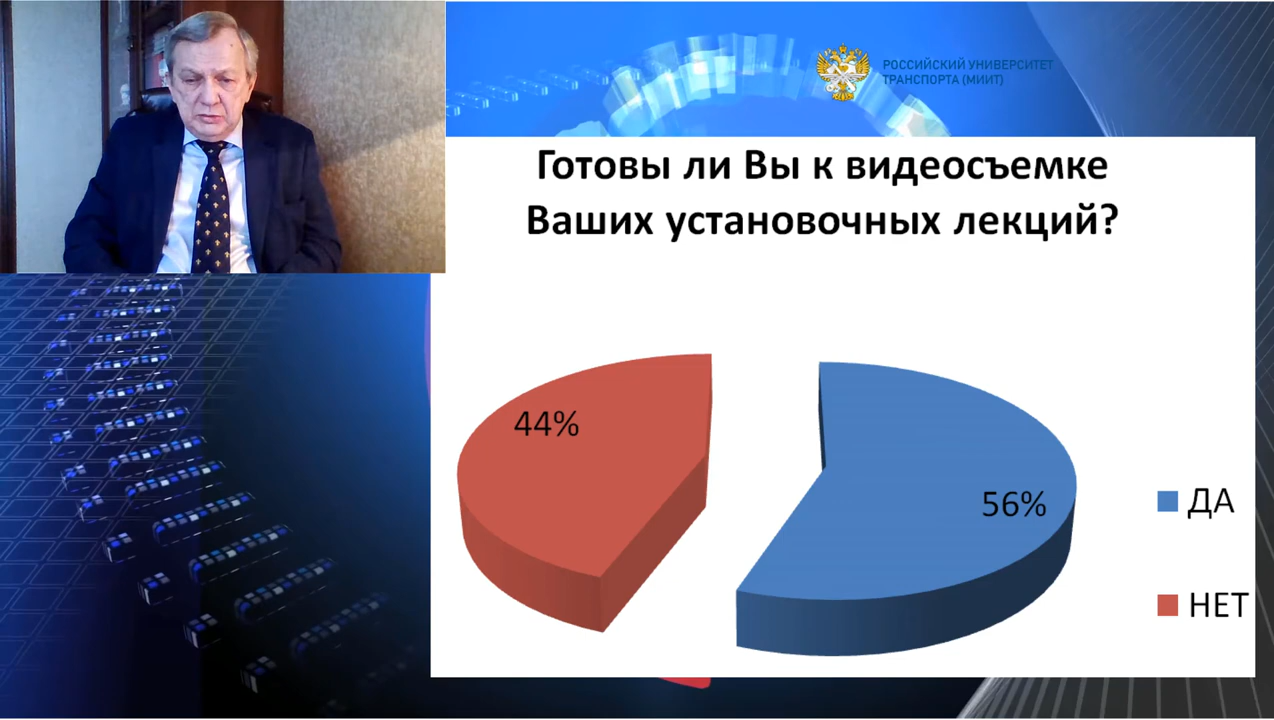 РОССИЙСКИЙ УНИВЕРСИТЕТ
ТРАНСПОРТА (МИИТ)
Готовы ли Вы к видеосъемке
Ваших установочных лекций?
44%
56%
ДА
НЕТ